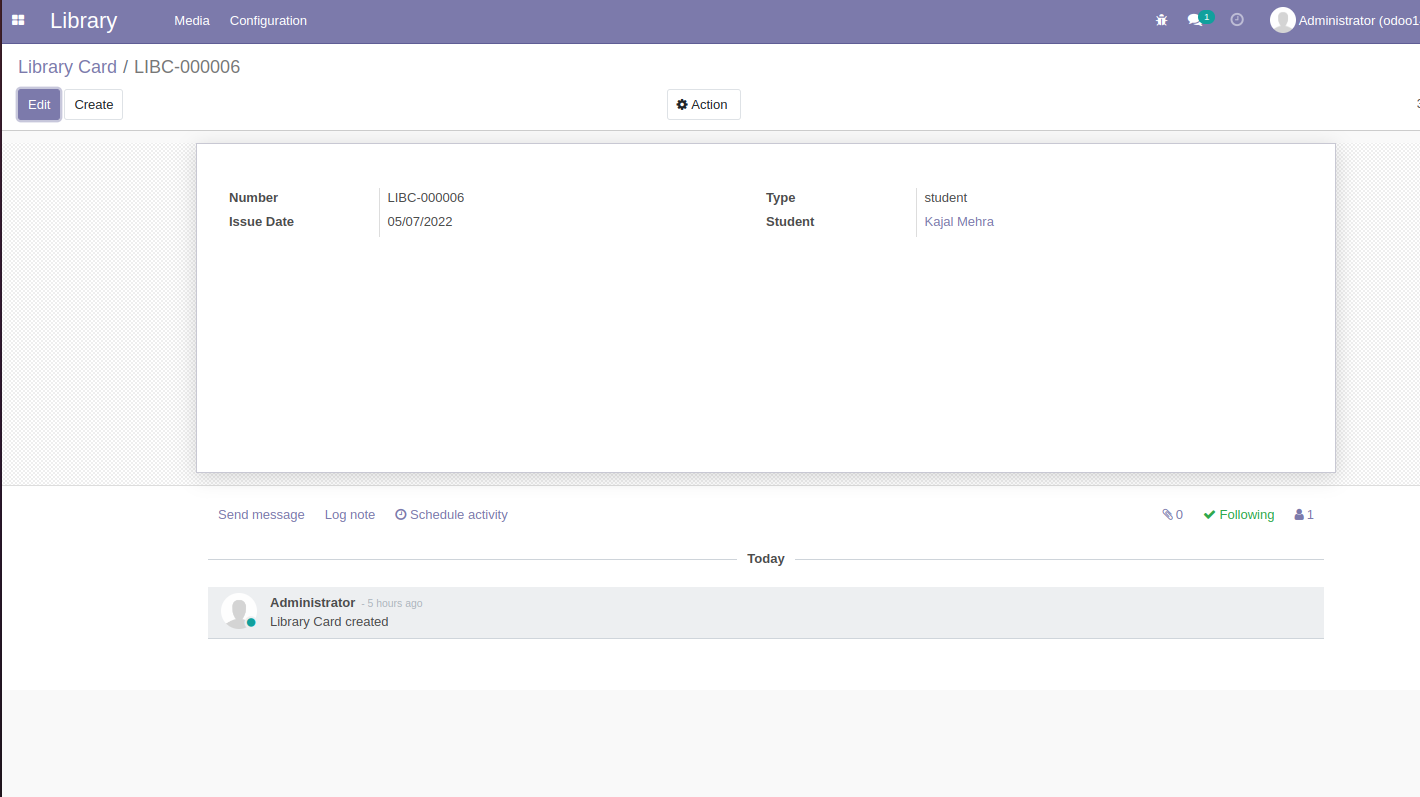 Library Media Configuration 1 Administrator (odoo1
Library Card / LIBC-000006
Edit Create Action
Number LIBC-000006 Type student
Issue Date 05/07/2022 Student Kajal Mehra
Send message Log note Schedule activity 0 Following 1
Today
Administrator - 5 hours ago
Library Card created